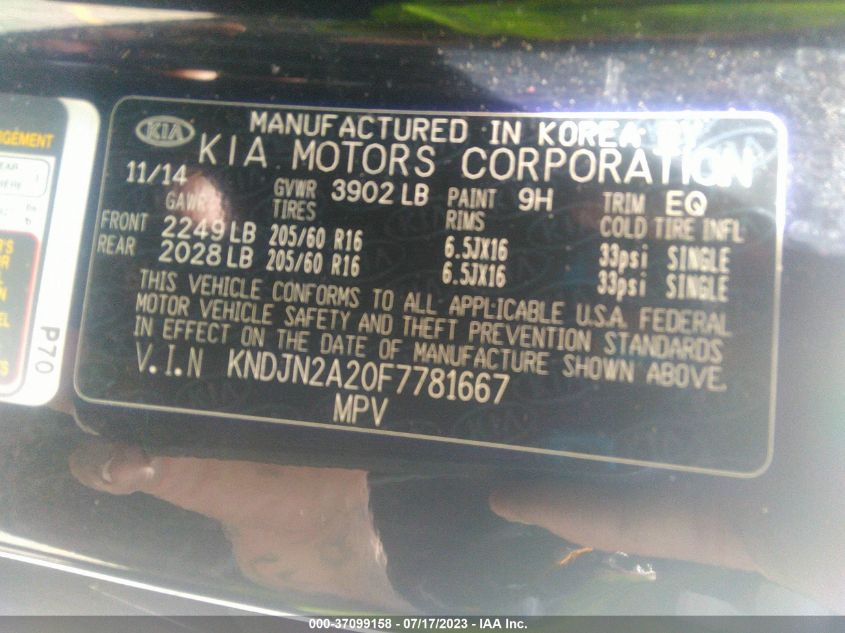 KIA
MANUFACTURED IN KOREA BY
KIA MOTORS CORPORATION
11/14
GAWR GVWR 3902 LB PAINT 9H TRIM EQ
TIRES RIMS COLD TIRE INFL
FRONT 2249 LB 205/60 R16 6.5JX16 33psi SINGLE
REAR 2028 LB 205/60 R16 6.5JX16 33psi SINGLE
THIS VEHICLE CONFORMS TO ALL APPLICABLE U.S.A. FEDERAL
MOTOR VEHICLE SAFETY AND THEFT PREVENTION STANDARDS
IN EFFECT ON THE DATE OF MANUFACTURE SHOWN ABOVE.
V.I.N KNDJN2A20F7781667
MPV
P70
000-37099158 - 07/17/2023 - IAA Inc.